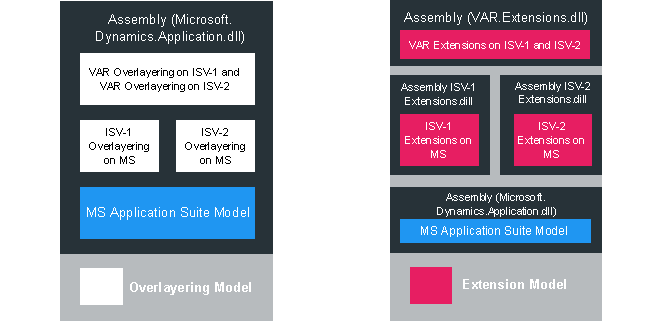 Assembly (Microsoft.
Dynamics.Application.dll)
VAR Overlayering on ISV-1 and
VAR Overlayering on ISV-2
ISV-1
Overlayering
on MS
ISV-2
Overlayering
on MS
MS Application Suite Model
Overlayering Model
Assembly (VAR.Extensions.dll)
VAR Extensions on ISV-1 and ISV-2
Assembly ISV-1
Extensions.dll
ISV-1
Extensions on
MS
Assembly ISV-2
Extensions.dill
ISV-2
Extensions on
MS
Assembly (Microsoft.
Dynamics.Application.dll)
MS Application Suite Model
Extension Model